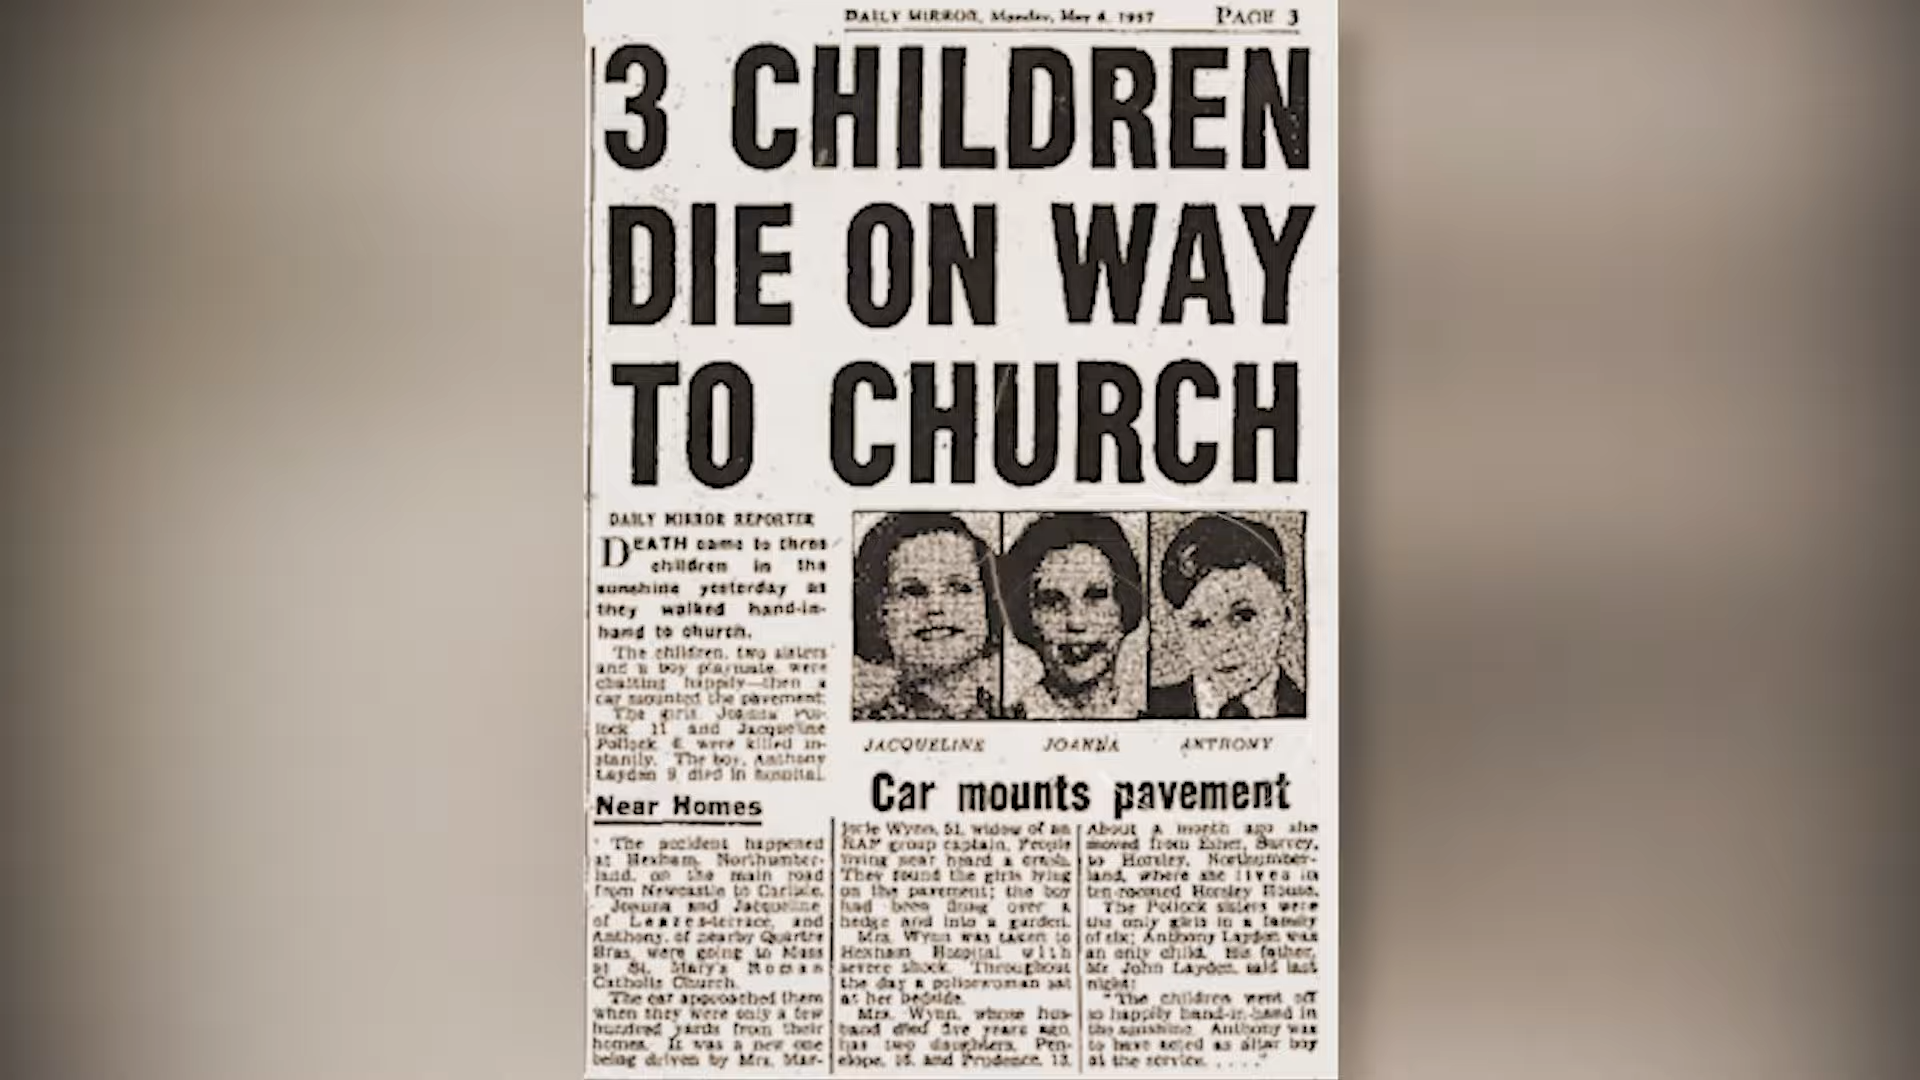 DAILY MIRROR, Monday, May 6, 1957 PAGE 3
3 CHILDREN
DIE ON WAY
TO CHURCH
DAILY MIRROR REPORTER
DEATH came to three
children in the
sunshine yesterday as
they walked hand-in-
hand to church.
The children, two sisters
and a boy playmate, were
chatting happily—then a
car mounted the pavement.
The girls, Joanna Pol-
lock 11 and Jacqueline
Pollock, 6, were killed in-
stantly. The boy, Anthony
Layden 9 died in hospital.
Near Homes
The accident happened
at Hexham, Northumber-
land, on the main road
from Newcastle to Carlisle.
Joanna and Jacqueline
of Leazes-terrace, and
Anthony, of nearby Quartre
Bras, were going to Mass
at St. Mary's Roman
Catholic Church.
The car approached them
when they were only a few
hundred yards from their
homes. It was a new one
being driven by Mrs. Mar-
JACQUELINE JOANNA ANTHONY
Car mounts pavement
jorie Wynn, 51, widow of an
RAF group captain. People
living near heard a crash.
They found the girls lying
on the pavement; the boy
had been flung over a
hedge and into a garden.
Mrs. Wynn was taken to
Hexham Hospital with
severe shock. Throughout
the day a policewoman sat
at her bedside.
Mrs. Wynn, whose hus-
band died five years ago,
has two daughters, Pen-
elope, 16, and Prudence, 13.
About a month ago she
moved from Esher, Surrey,
to Horsley, Northumber-
land, where she lives in
ten-roomed Horsley House.
The Pollock sisters were
the only girls in a family
of six; Anthony Layden was
an only child. His father,
Mr. John Layden, said last
night:
"The children went off
so happily hand-in-hand in
the sunshine. Anthony was
to have acted as altar boy
at the service. . . . ."